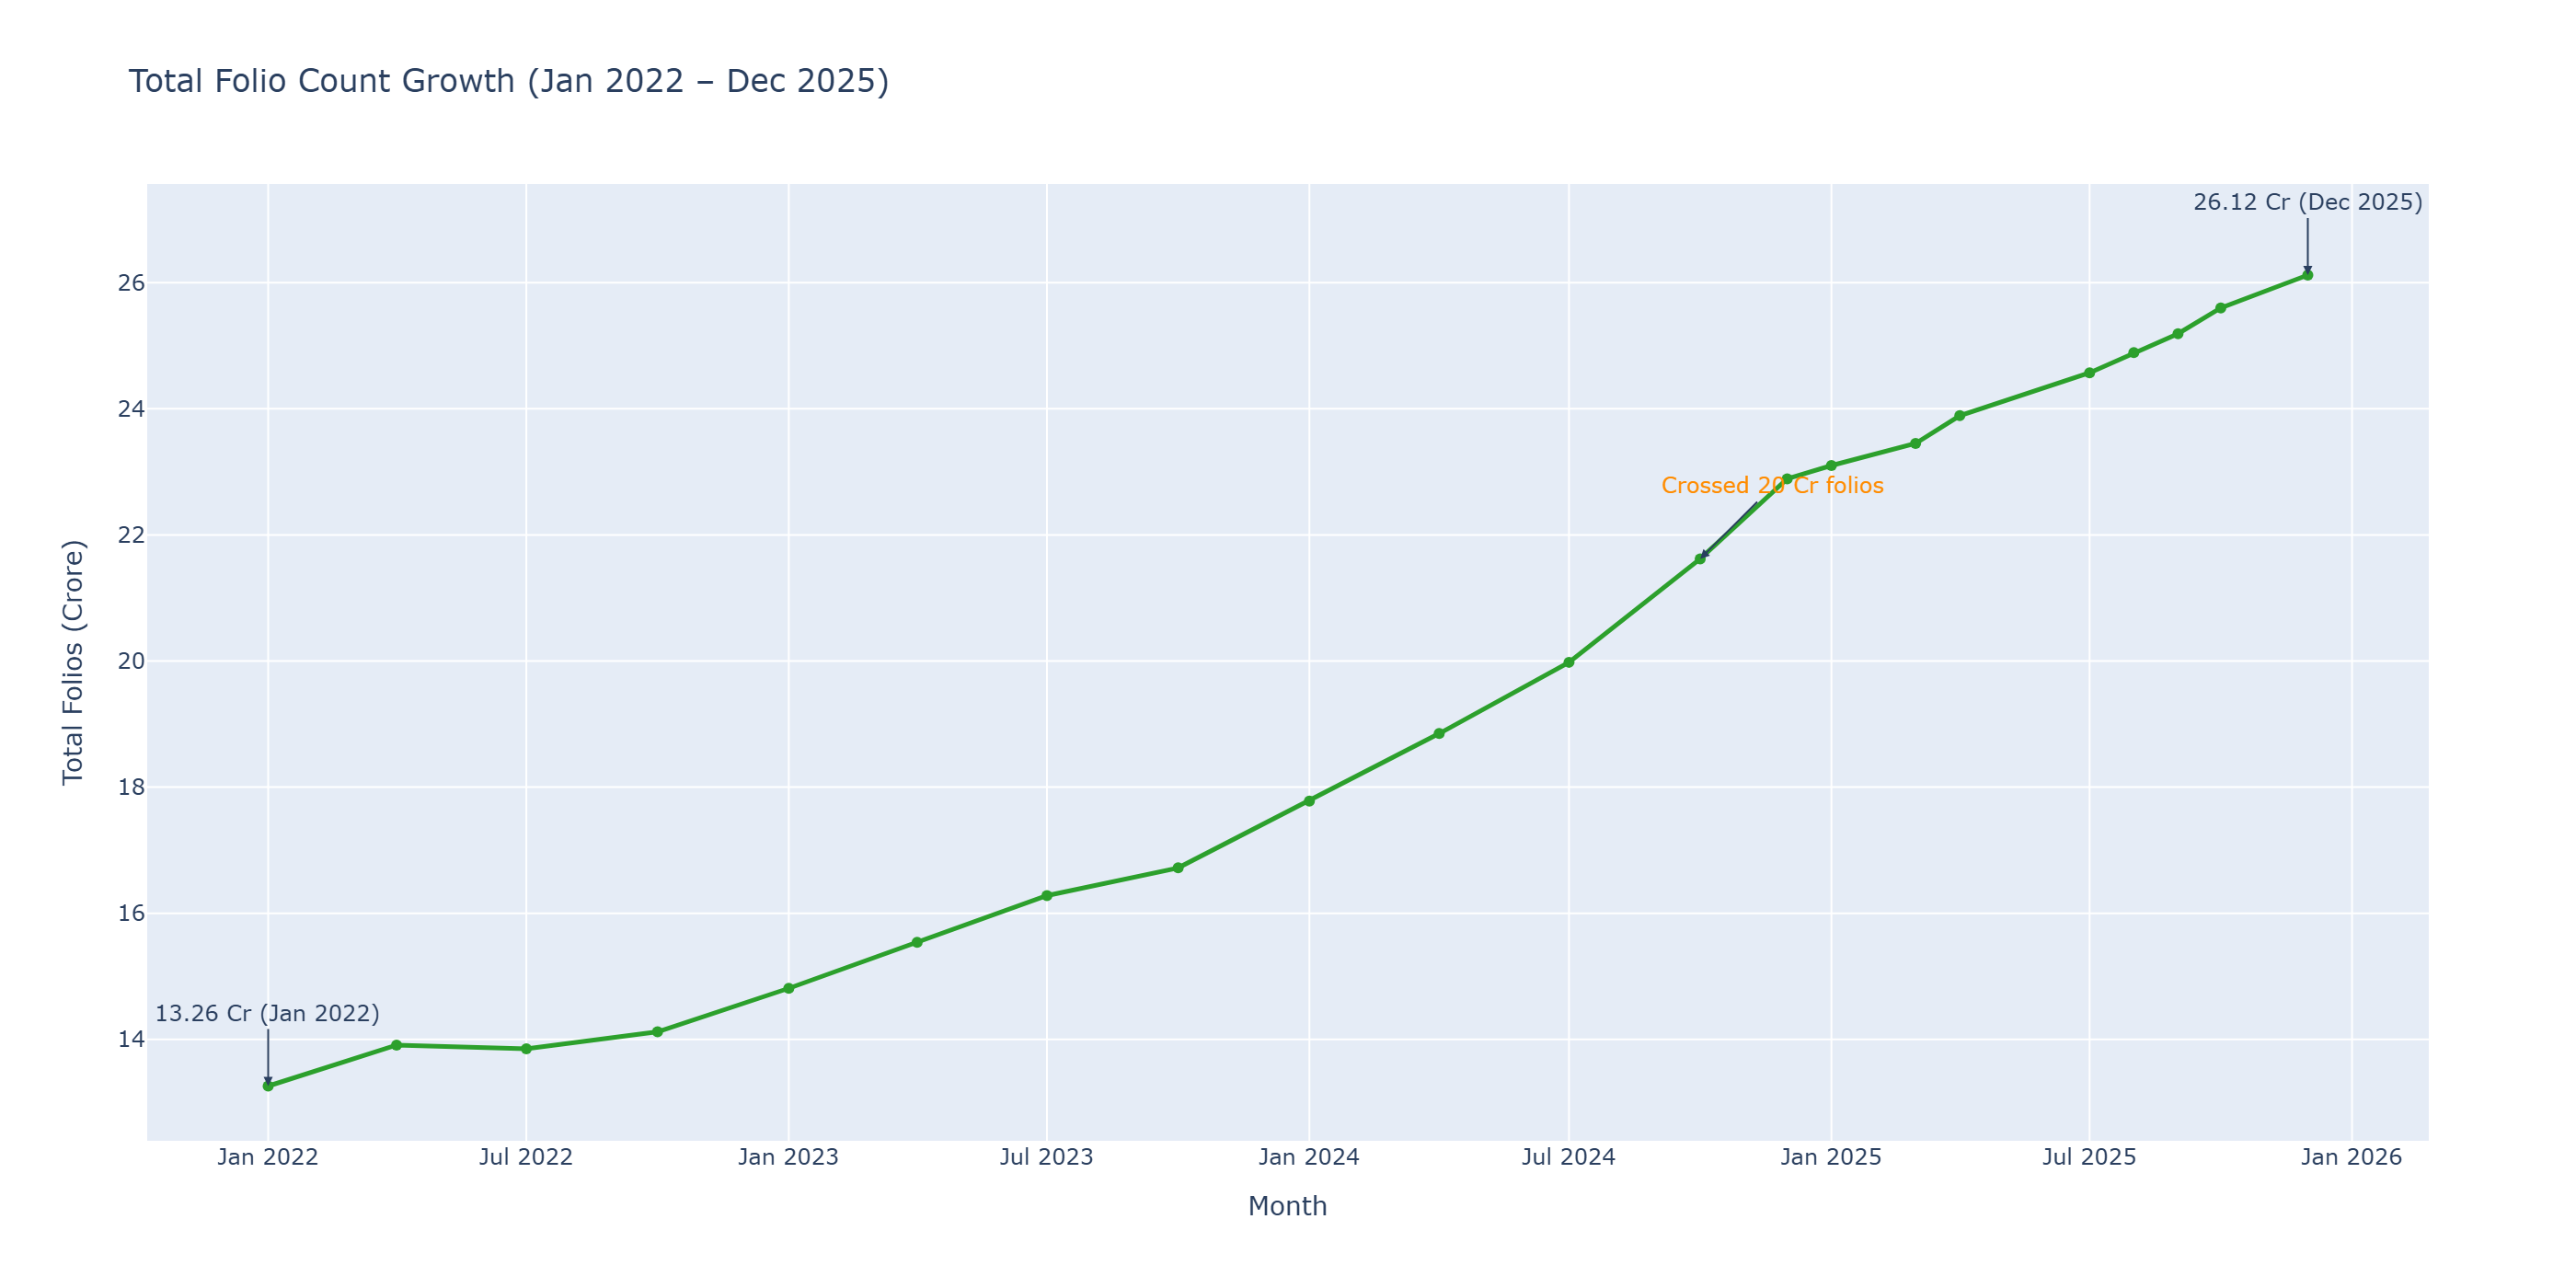 Total Folio Count Growth (Jan 2022 – Dec 2025)
26.12 Cr (Dec 2025)
Crossed 20 Cr folios
13.26 Cr (Jan 2022)
Total Folios (Crore)
26
24
22
20
18
16
14
Jan 2022
Jul 2022
Jan 2023
Jul 2023
Jan 2024
Jul 2024
Jan 2025
Jul 2025
Jan 2026
Month